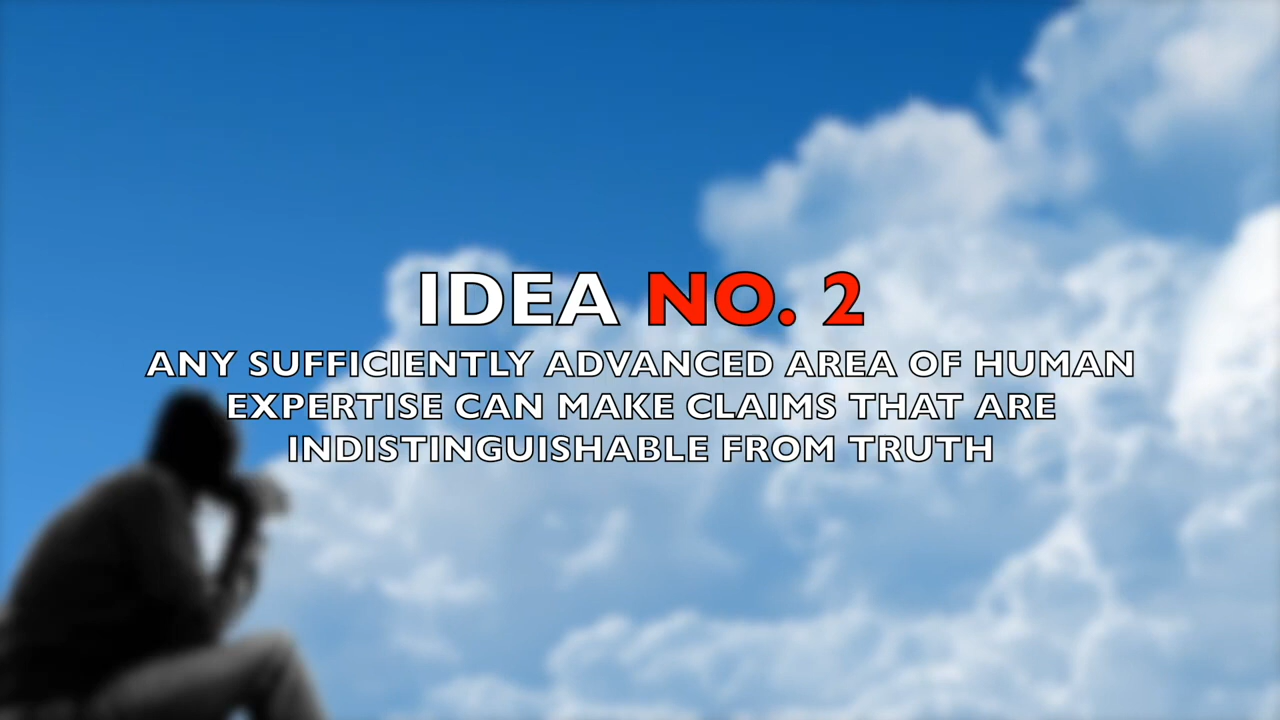 IDEA NO. 2
ANY SUFFICIENTLY ADVANCED AREA OF HUMAN
EXPERTISE CAN MAKE CLAIMS THAT ARE
INDISTINGUISHABLE FROM TRUTH